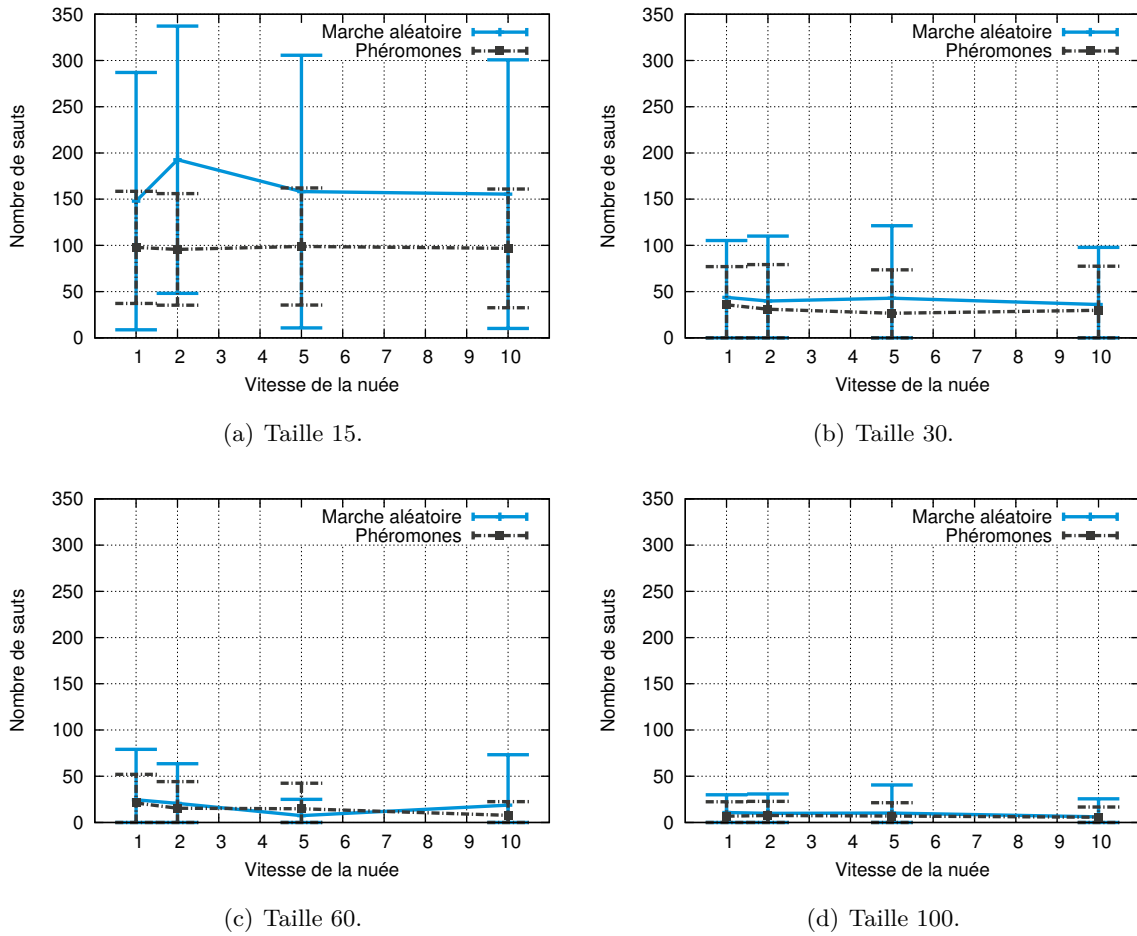 350
300
250
200
150
100
50
0
Nombre de sauts
Marche aléatoire
Phéromones
1 2 3 4 5 6 7 8 9 10
Vitesse de la nuée
(a) Taille 15.
350
300
250
200
150
100
50
0
Nombre de sauts
Marche aléatoire
Phéromones
1 2 3 4 5 6 7 8 9 10
Vitesse de la nuée
(b) Taille 30.
350
300
250
200
150
100
50
0
Nombre de sauts
Marche aléatoire
Phéromones
1 2 3 4 5 6 7 8 9 10
Vitesse de la nuée
(c) Taille 60.
350
300
250
200
150
100
50
0
Nombre de sauts
Marche aléatoire
Phéromones
1 2 3 4 5 6 7 8 9 10
Vitesse de la nuée
(d) Taille 100.